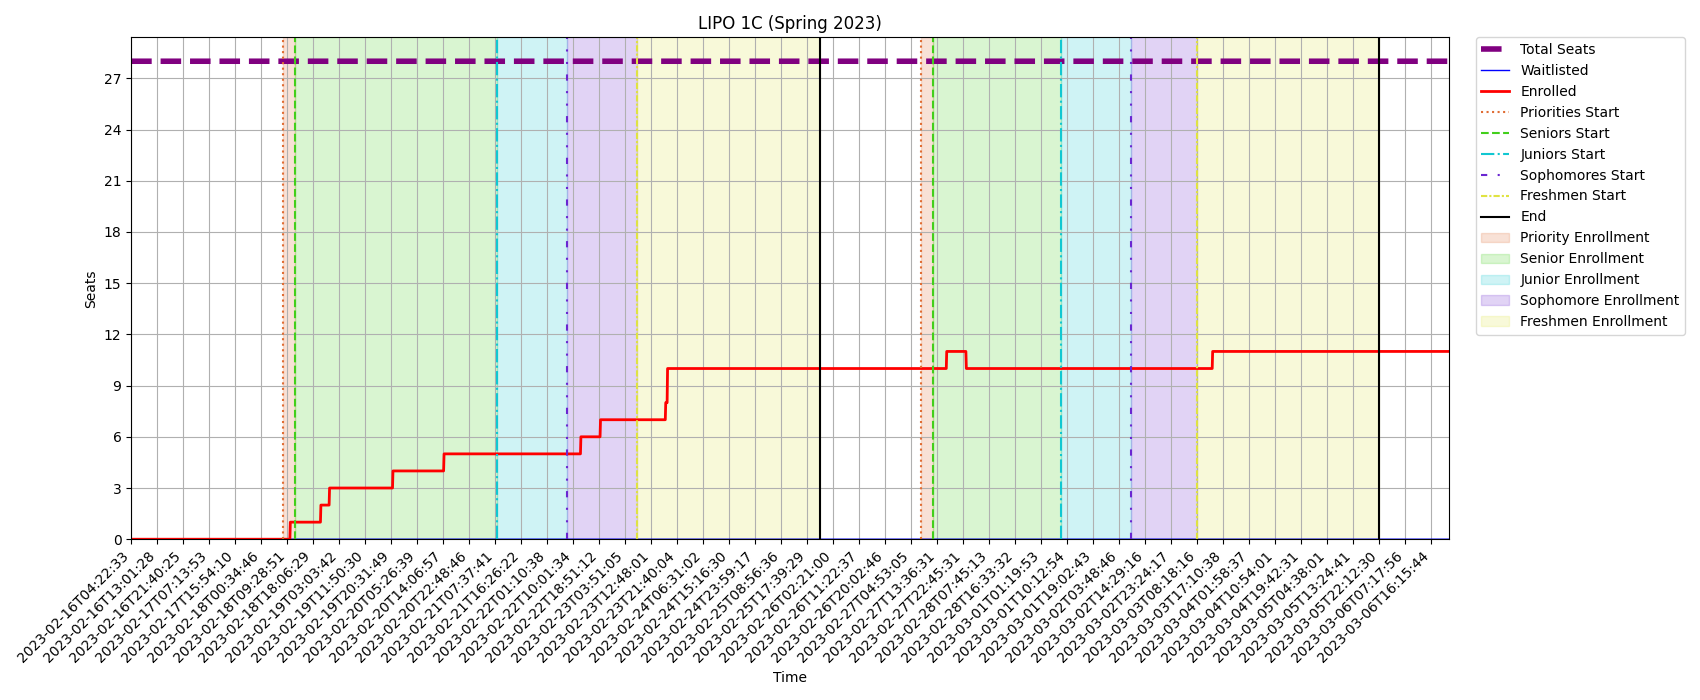 LIPO 1C (Spring 2023)
Seats
27
24
21
18
15
12
9
6
3
0
Total Seats
Waitlisted
Enrolled
Priorities Start
Seniors Start
Juniors Start
Sophomores Start
Freshmen Start
End
Priority Enrollment
Senior Enrollment
Junior Enrollment
Sophomore Enrollment
Freshmen Enrollment
2023-02-16T04:22:33
2023-02-16T13:01:28
2023-02-16T21:40:25
2023-02-17T07:13:53
2023-02-17T15:54:10
2023-02-18T00:34:46
2023-02-18T09:28:51
2023-02-18T18:06:29
2023-02-19T03:03:42
2023-02-19T11:50:30
2023-02-19T20:31:49
2023-02-20T05:26:39
2023-02-20T14:06:57
2023-02-20T22:48:46
2023-02-21T07:37:41
2023-02-21T16:26:22
2023-02-22T01:10:38
2023-02-22T10:01:34
2023-02-22T18:51:12
2023-02-23T03:51:05
2023-02-23T12:48:01
2023-02-23T21:40:04
2023-02-24T06:31:02
2023-02-24T15:16:30
2023-02-24T23:59:17
2023-02-25T08:56:36
2023-02-25T17:39:29
2023-02-26T02:21:00
2023-02-26T11:22:37
2023-02-26T20:02:46
2023-02-27T04:53:05
2023-02-27T13:36:31
2023-02-27T22:45:31
2023-02-28T07:45:13
2023-02-28T16:33:32
2023-03-01T01:19:53
2023-03-01T10:12:54
2023-03-01T19:02:43
2023-03-02T03:48:46
2023-03-02T14:29:16
2023-03-02T23:24:17
2023-03-03T08:18:16
2023-03-03T17:10:38
2023-03-04T01:58:37
2023-03-04T10:54:01
2023-03-04T19:42:31
2023-03-05T04:38:01
2023-03-05T13:24:41
2023-03-05T22:12:30
2023-03-06T07:17:56
2023-03-06T16:15:44
Time